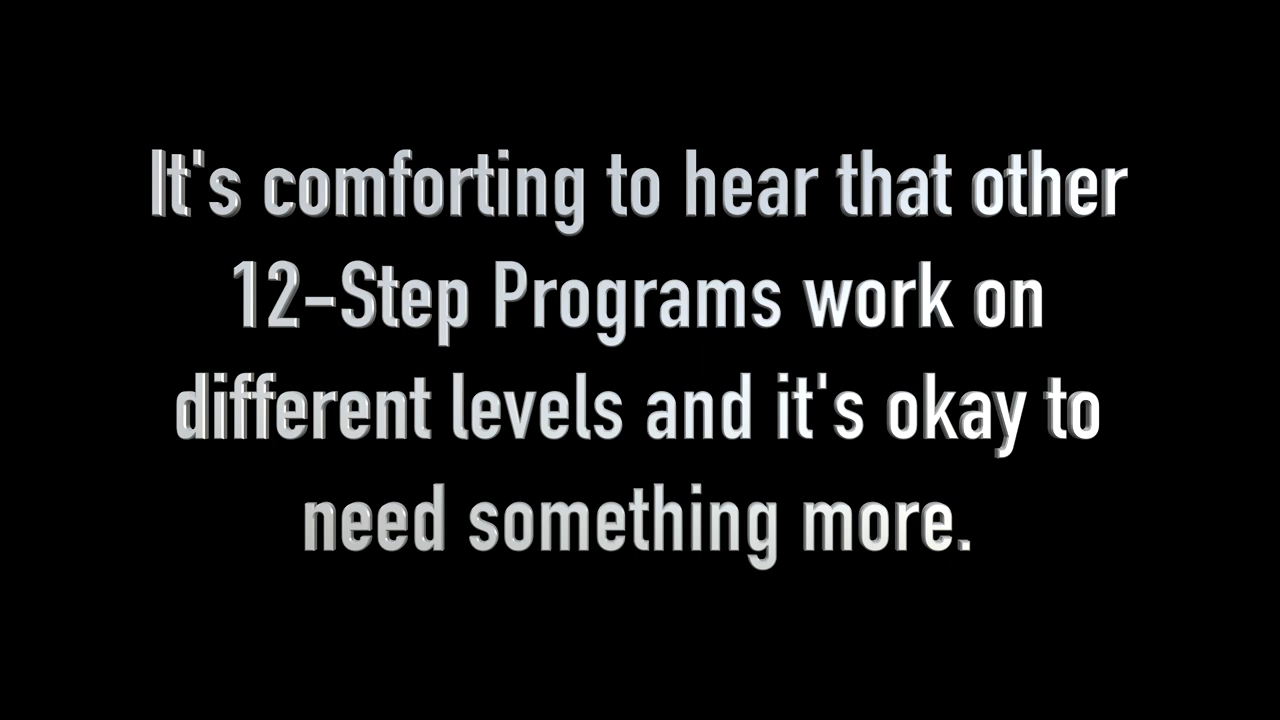 It's comforting to hear that other
12-Step Programs work on
different levels and it's okay to
need something more.